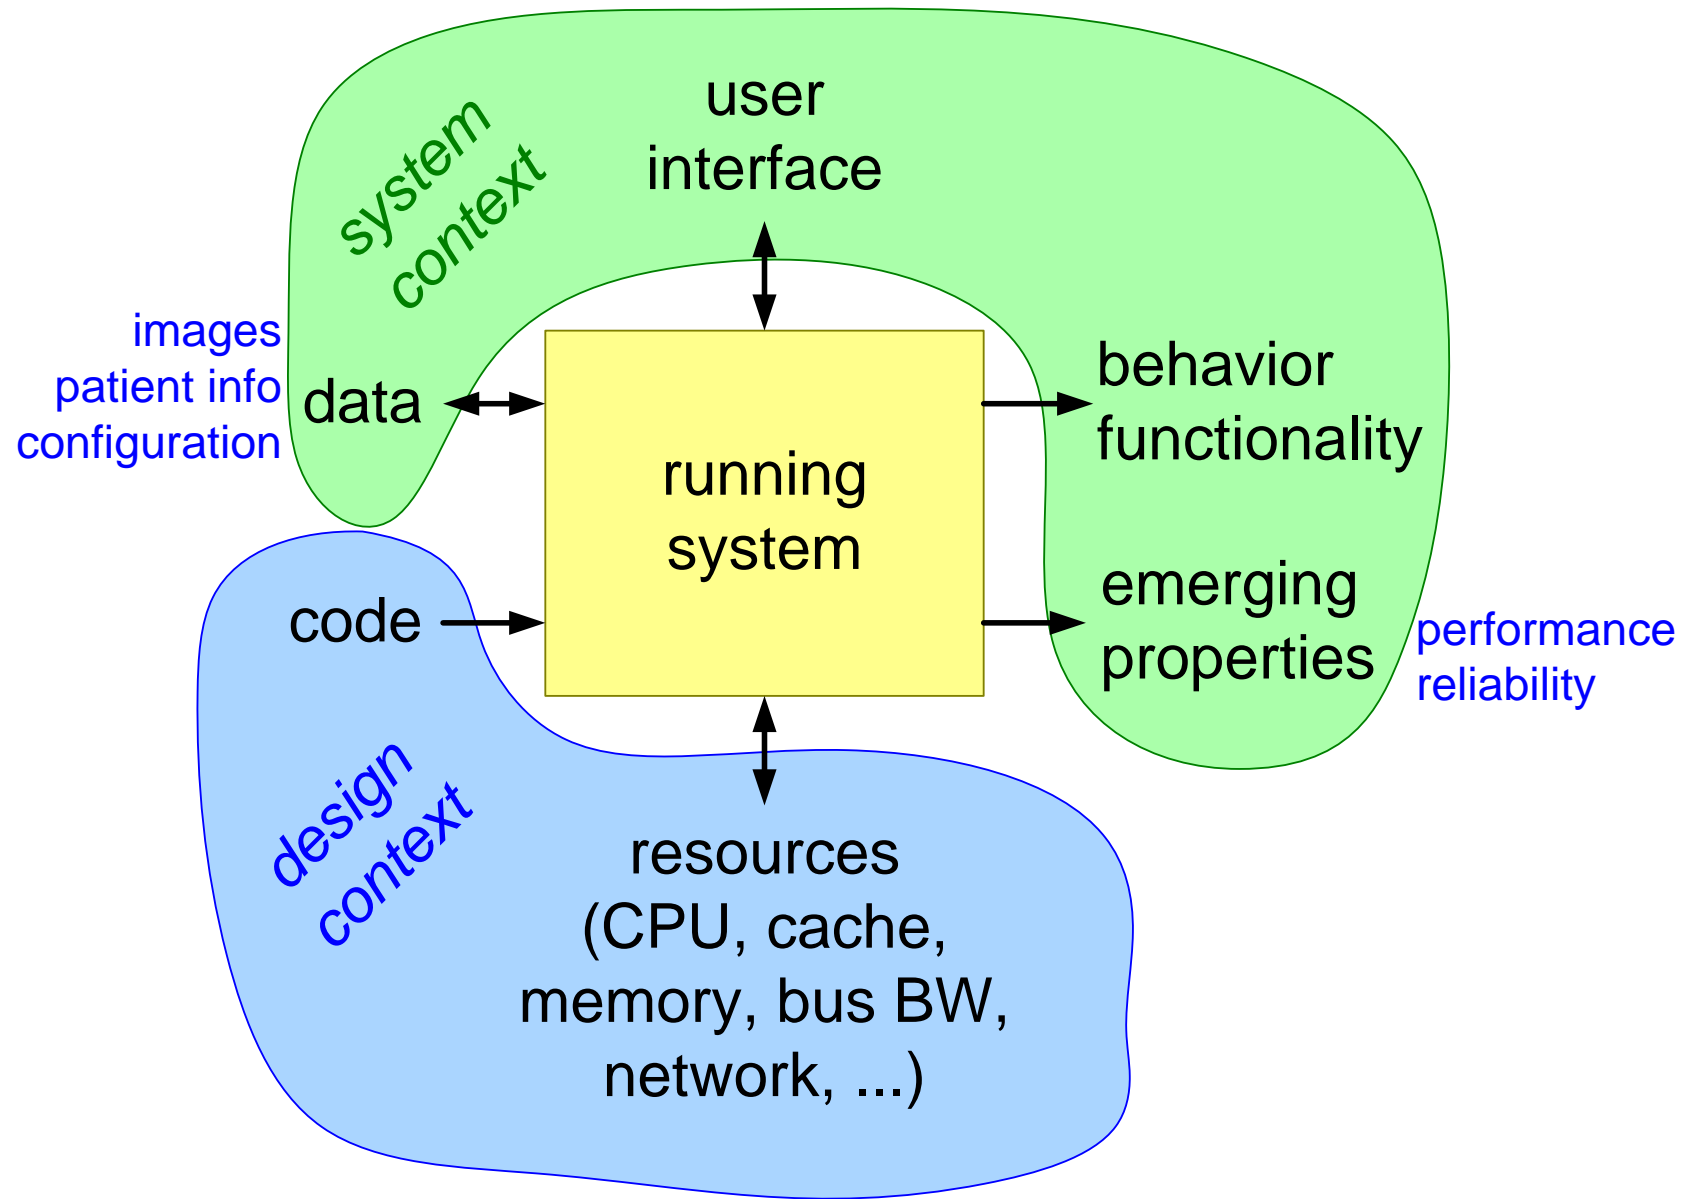 system
context
user
interface
images
patient info
configuration
data
running
system
behavior
functionality
emerging
properties
performance
reliability
code
design
context
resources
(CPU, cache,
memory, bus BW,
network, ...)